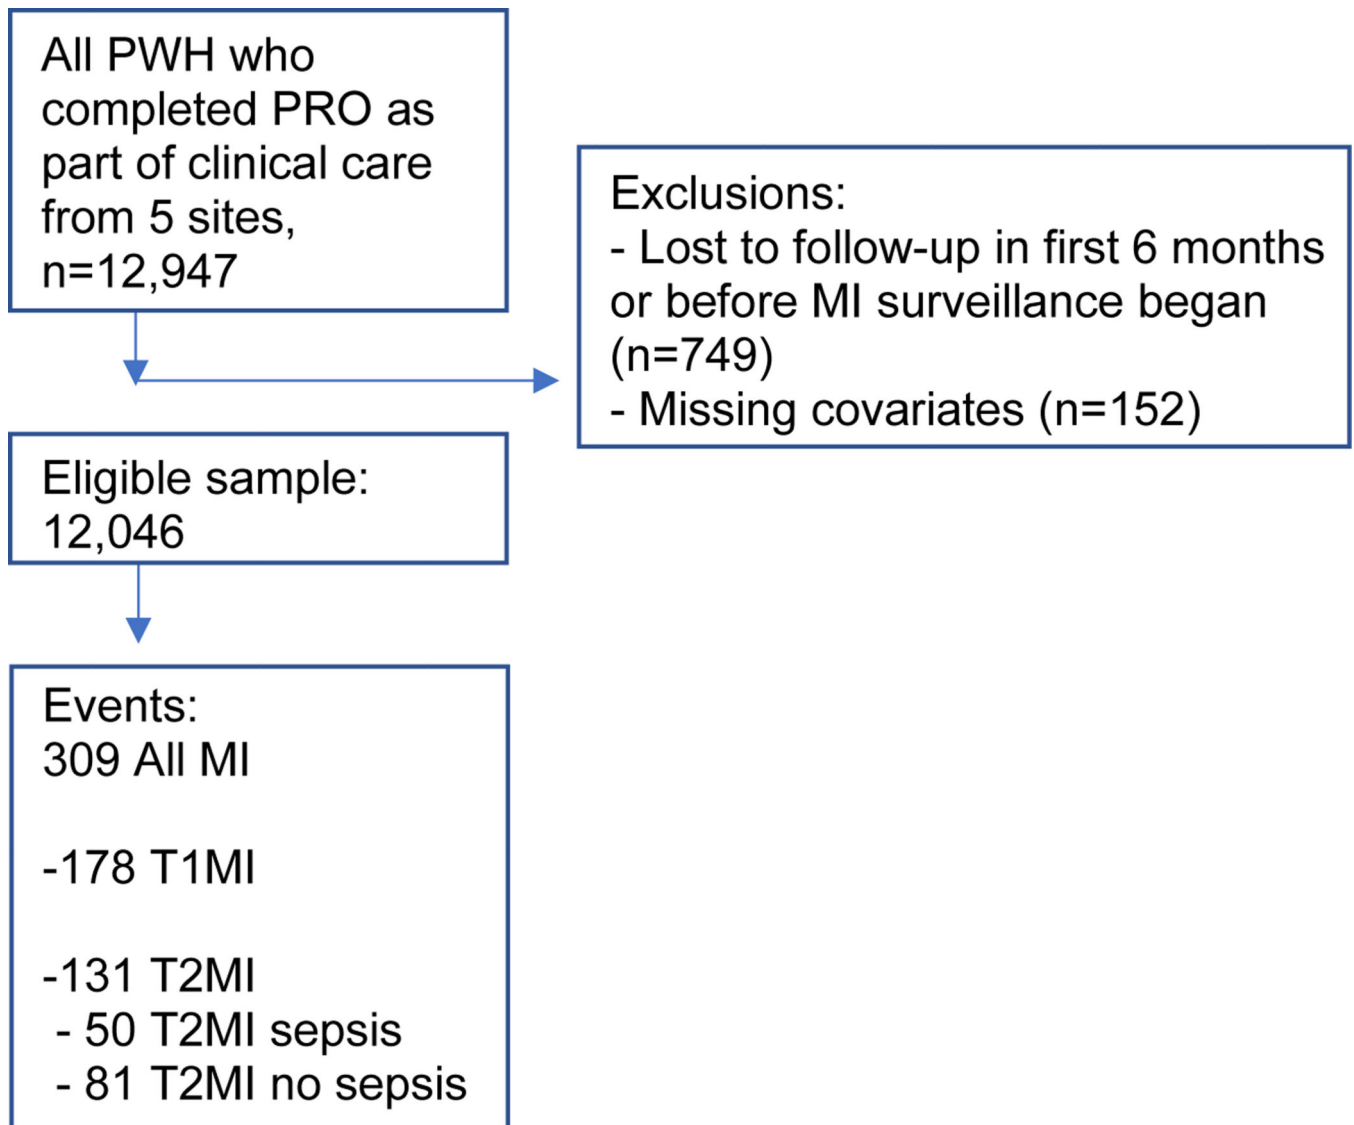 All PWH who
completed PRO as
part of clinical care
from 5 sites,
n=12,947
Exclusions:
- Lost to follow-up in first 6 months
or before MI surveillance began
(n=749)
- Missing covariates (n=152)
Eligible sample:
12,046
Events:
309 All MI
-178 T1MI
-131 T2MI
- 50 T2MI sepsis
- 81 T2MI no sepsis